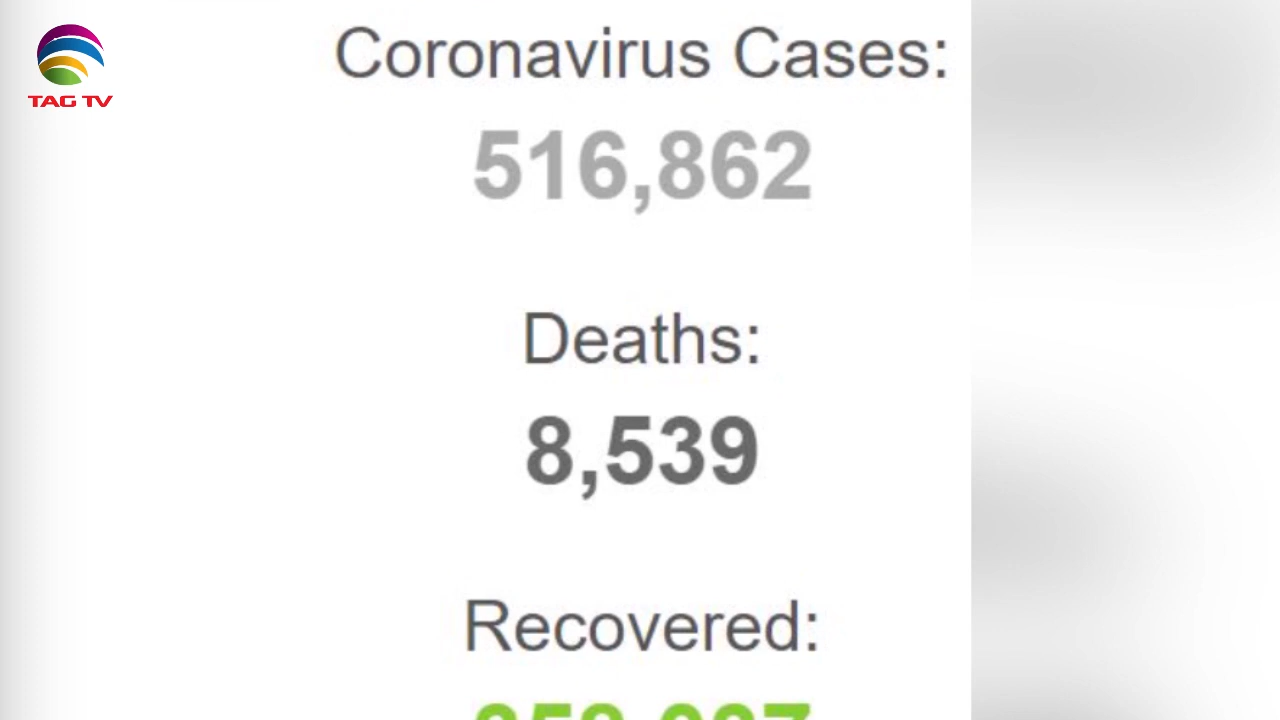 TAG TV
Coronavirus Cases:
516,862
Deaths:
8,539
Recovered: